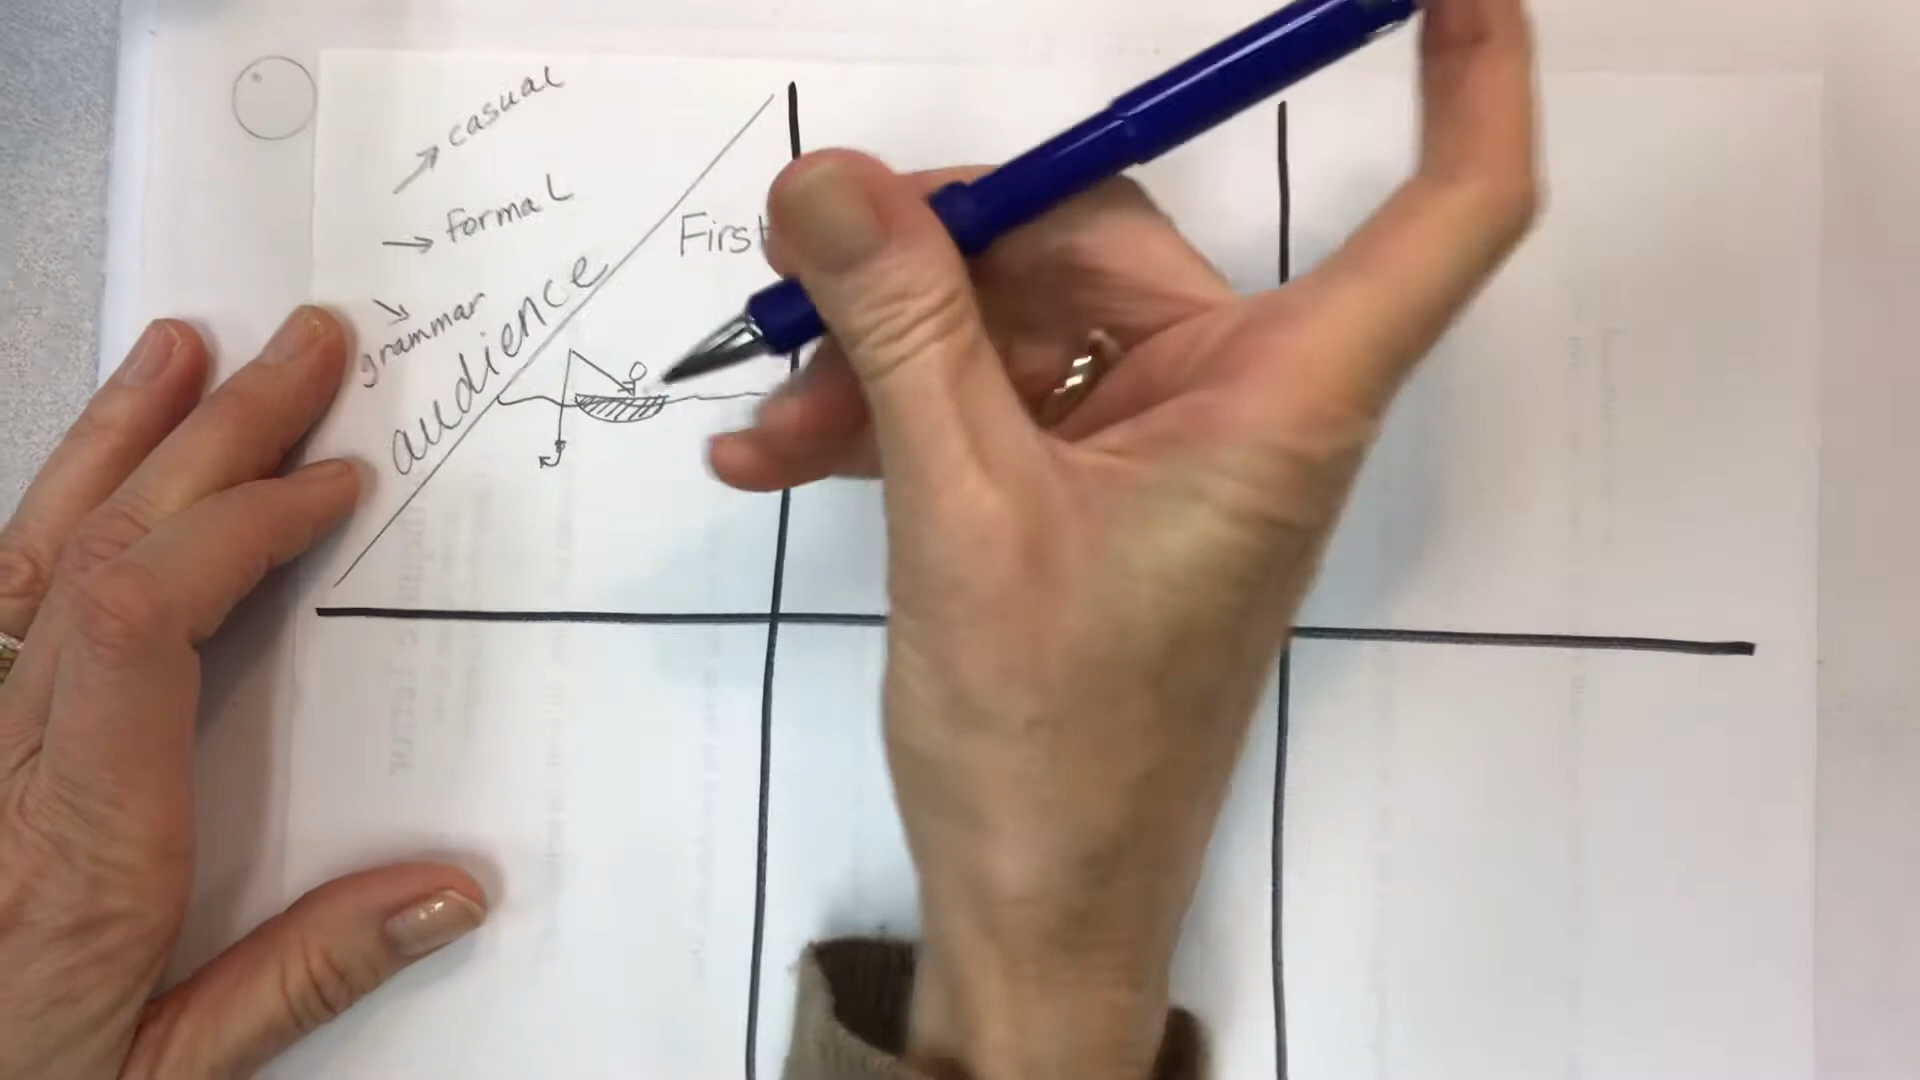 casual
formal
grammar
audience
First